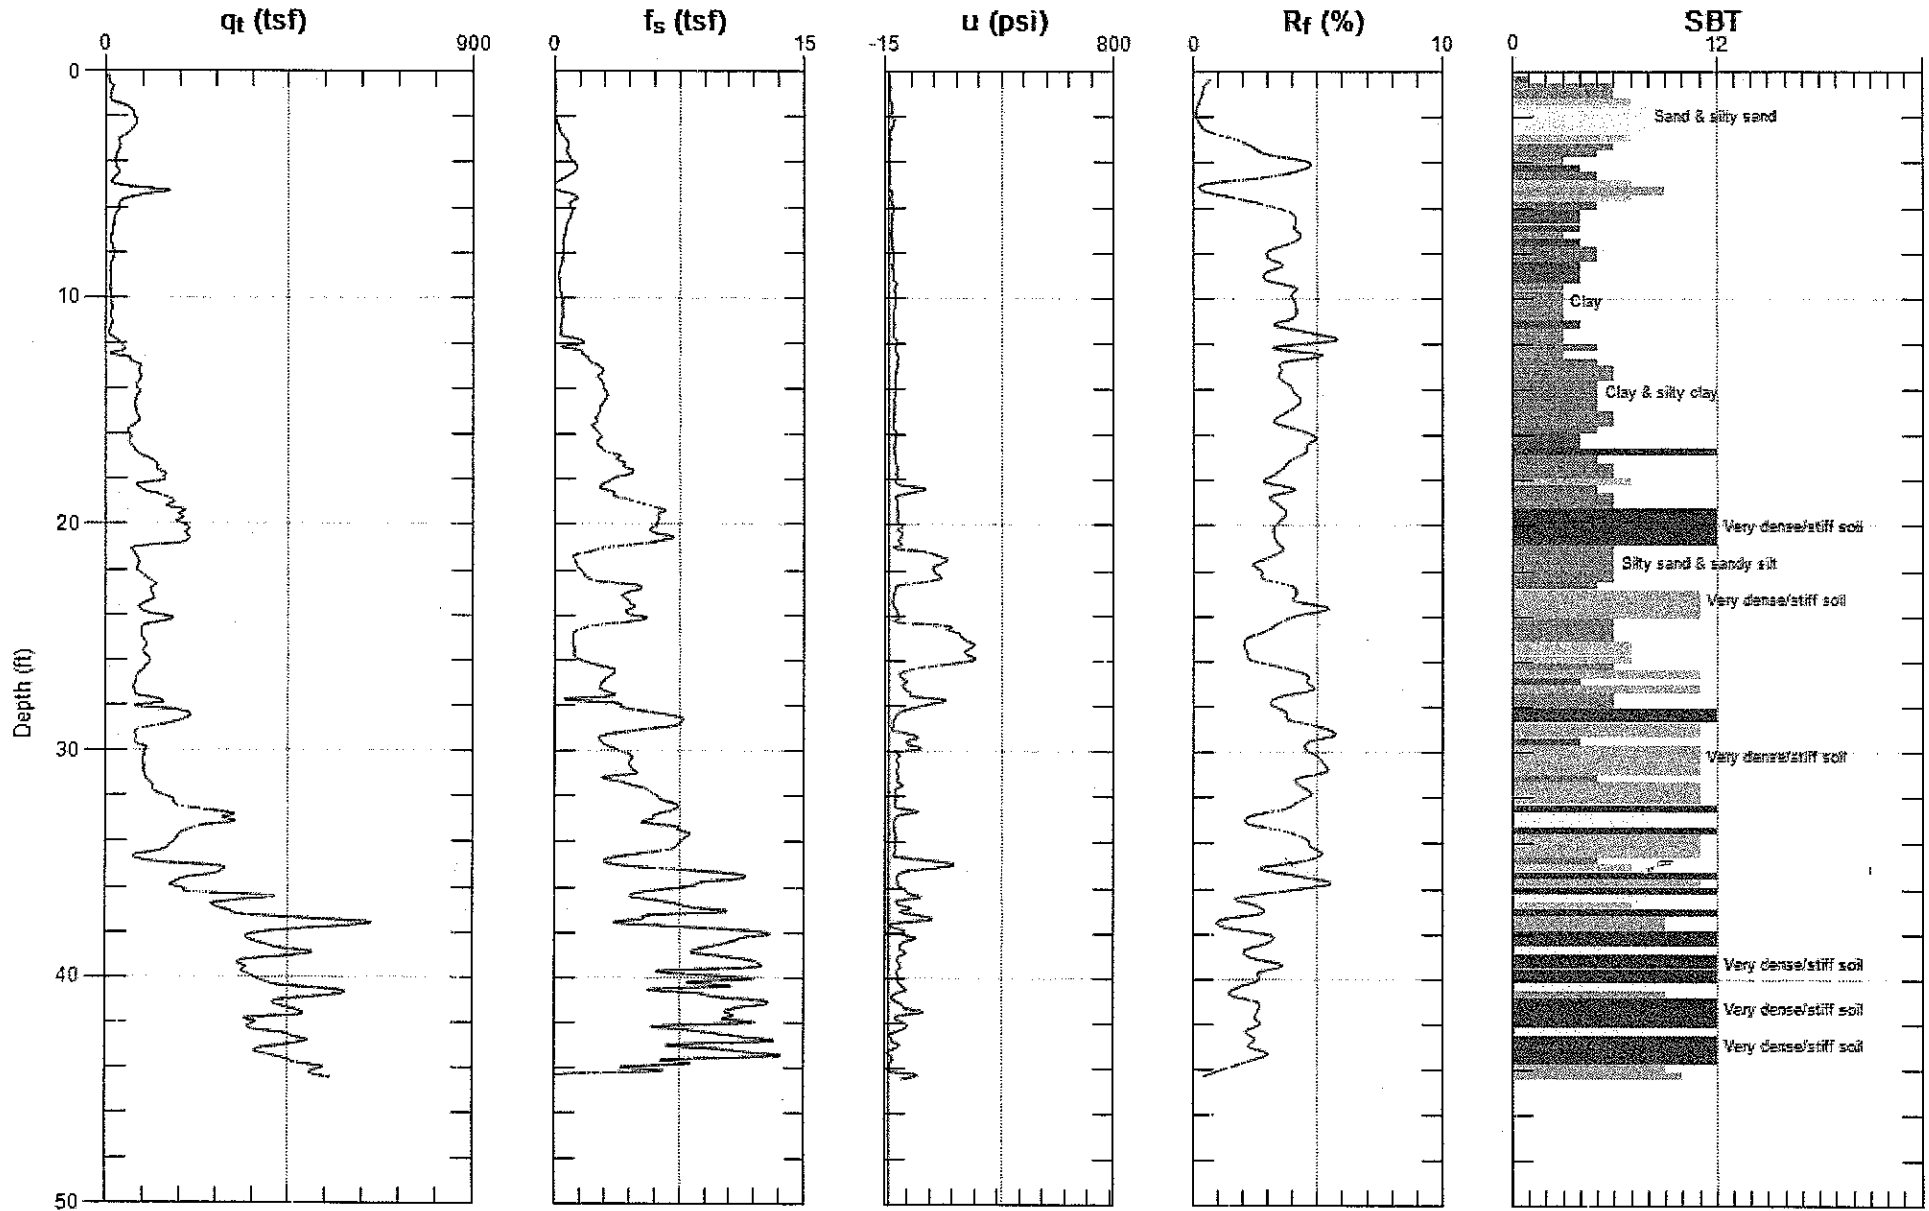 qt (tsf)
fs (tsf)
u (psi)
Rf (%)
SBT
0
900
0
15
-15
800
0
10
0
12
0
Sand & silty sand
10
Clay
Clay & silty clay
20
Very dense/stiff soil
Silty sand & sandy silt
Very dense/stiff soil
Depth (ft)
30
Very dense/stiff soil
40
Very dense/stiff soil
Very dense/stiff soil
Very dense/stiff soil
50